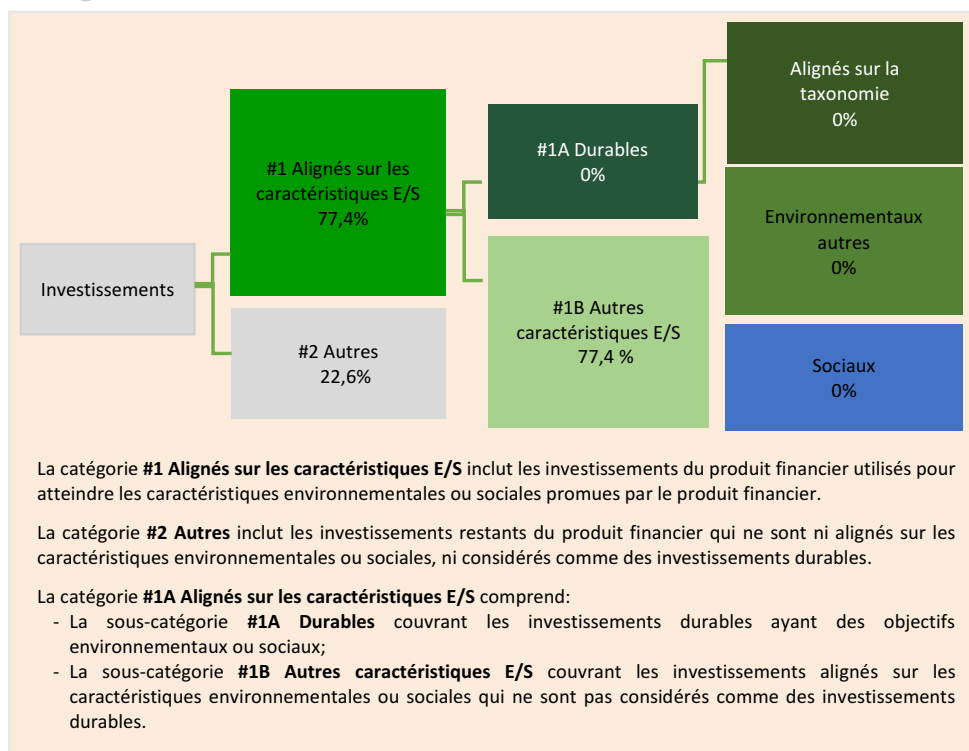 Investissements
#1 Alignés sur les
caractéristiques E/S
77,4%
#2 Autres
22,6%
#1A Durables
0%
#1B Autres
caractéristiques E/S
77,4 %
Alignés sur la
taxonomie
0%
Environnementaux
autres
0%
Sociaux
0%
La catégorie #1 Alignés sur les caractéristiques E/S inclut les investissements du produit financier utilisés pour
atteindre les caractéristiques environnementales ou sociales promues par le produit financier.
La catégorie #2 Autres inclut les investissements restants du produit financier qui ne sont ni alignés sur les
caractéristiques environnementales ou sociales, ni considérés comme des investissements durables.
La catégorie #1A Alignés sur les caractéristiques E/S comprend:
- La sous-catégorie #1A Durables couvrant les investissements durables ayant des objectifs
environnementaux ou sociaux;
- La sous-catégorie #1B Autres caractéristiques E/S couvrant les investissements alignés sur les
caractéristiques environnementales ou sociales qui ne sont pas considérés comme des investissements
durables.